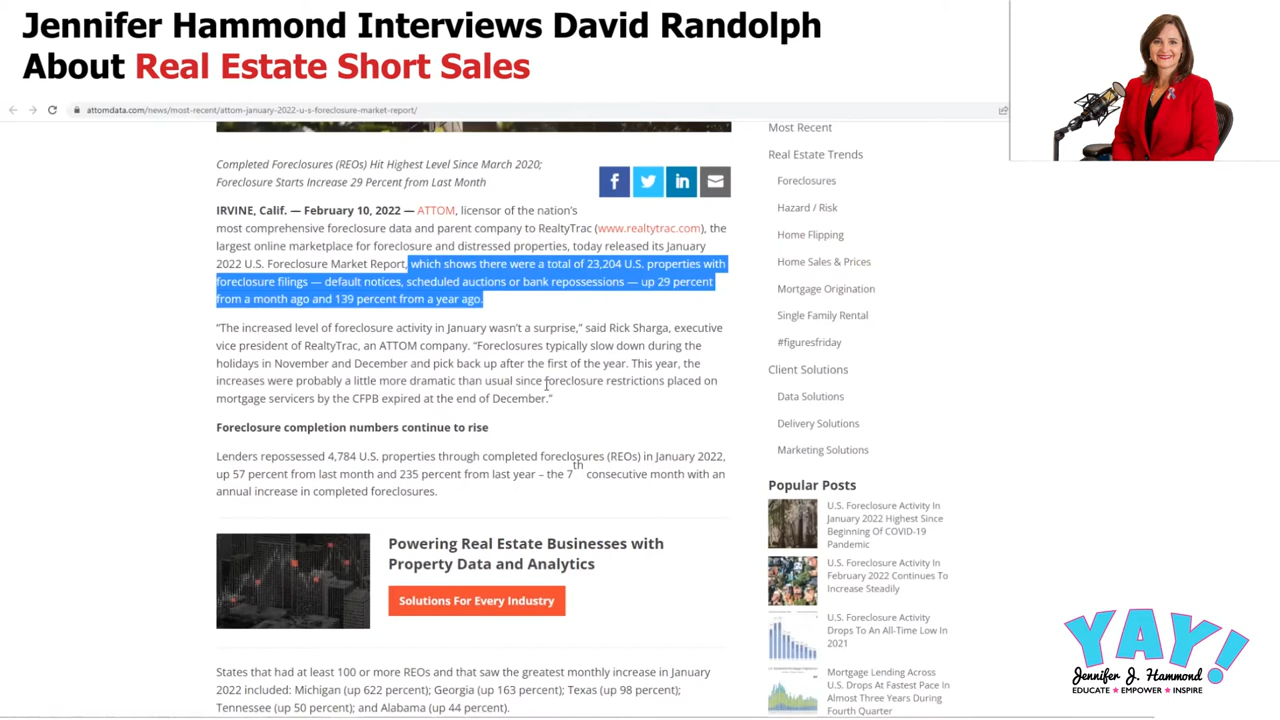 Jennifer Hammond Interviews David Randolph
About Real Estate Short Sales
attomdata.com/news/most-recent/attom-january-2022-u-s-foreclosure-market-report/
Completed Foreclosures (REOs) Hit Highest Level Since March 2020;
Foreclosure Starts Increase 29 Percent from Last Month
IRVINE, Calif. — February 10, 2022 — ATTOM, licensor of the nation's
most comprehensive foreclosure data and parent company to RealtyTrac (www.realtytrac.com), the
largest online marketplace for foreclosure and distressed properties, today released its January
2022 U.S. Foreclosure Market Report, which shows there were a total of 23,204 U.S. properties with
foreclosure filings — default notices, scheduled auctions or bank repossessions — up 29 percent
from a month ago and 139 percent from a year ago.
“The increased level of foreclosure activity in January wasn’t a surprise,” said Rick Sharga, executive
vice president of RealtyTrac, an ATTOM company. “Foreclosures typically slow down during the
holidays in November and December and pick back up after the first of the year. This year, the
increases were probably a little more dramatic than usual since foreclosure restrictions placed on
mortgage servicers by the CFPB expired at the end of December.”
Foreclosure completion numbers continue to rise
Lenders repossessed 4,784 U.S. properties through completed foreclosures (REOs) in January 2022,
up 57 percent from last month and 235 percent from last year – the 7th consecutive month with an
annual increase in completed foreclosures.
Powering Real Estate Businesses with
Property Data and Analytics
Solutions For Every Industry
States that had at least 100 or more REOs and that saw the greatest monthly increase in January
2022 included: Michigan (up 622 percent); Georgia (up 163 percent); Texas (up 98 percent);
Tennessee (up 50 percent); and Alabama (up 44 percent).
Most Recent
Real Estate Trends
Foreclosures
Hazard / Risk
Home Flipping
Home Sales & Prices
Mortgage Origination
Single Family Rental
#figuresfriday
Client Solutions
Data Solutions
Delivery Solutions
Marketing Solutions
Popular Posts
U.S. Foreclosure Activity In
January 2022 Highest Since
Beginning Of COVID-19
Pandemic
U.S. Foreclosure Activity In
February 2022 Continues To
Increase Steadily
U.S. Foreclosure Activity
Drops To An All-Time Low In
2021
Mortgage Lending Across
U.S. Drops At Fastest Pace In
Almost Three Years During
Fourth Quarter
YAY!
Jennifer J. Hammond
EDUCATE ★ EMPOWER ★ INSPIRE